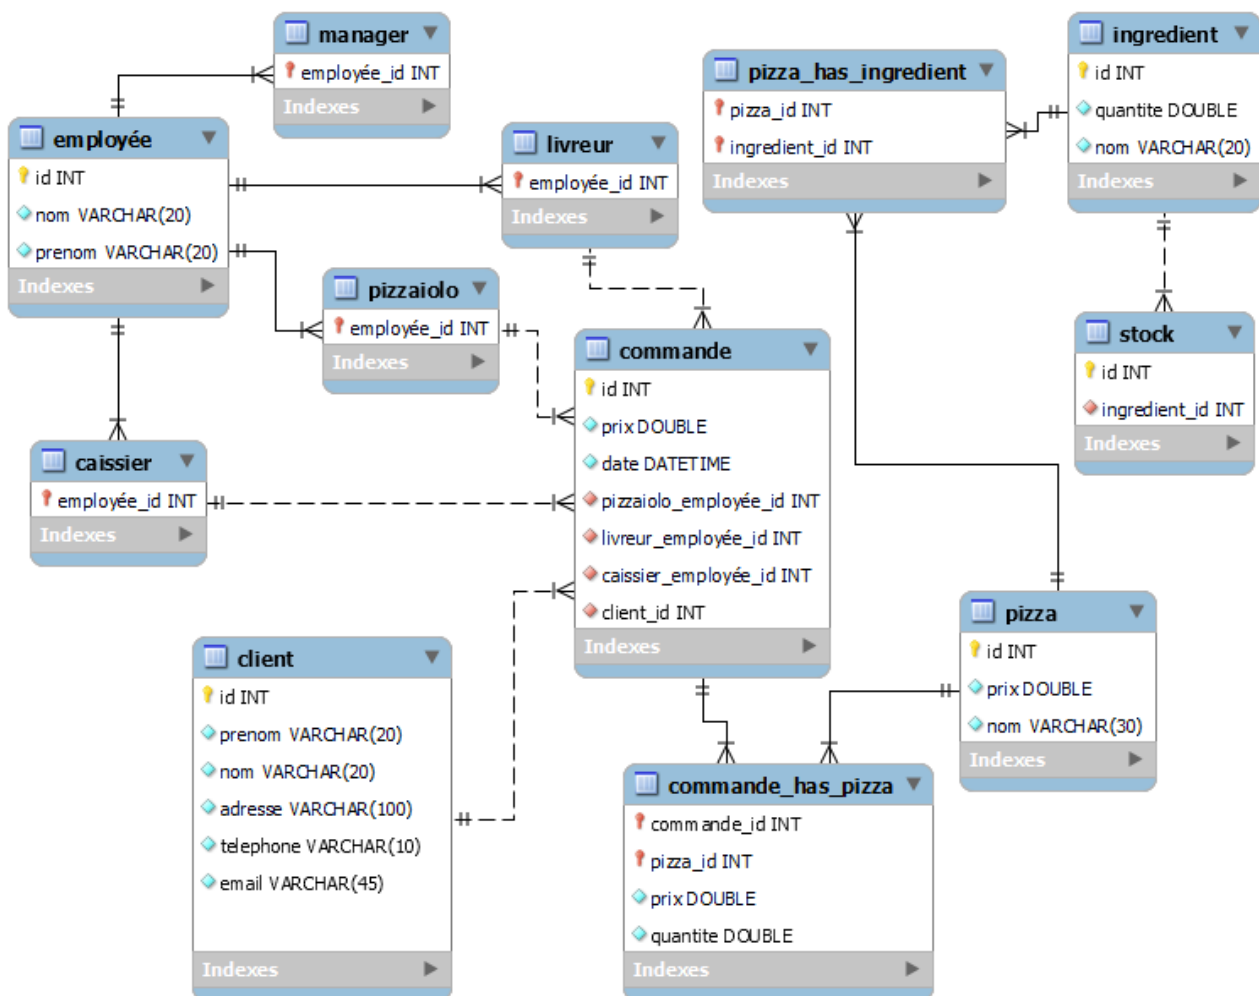 manager
employée_id INT
Indexes
employée
id INT
nom VARCHAR(20)
prenom VARCHAR(20)
Indexes
livreur
employée_id INT
Indexes
pizzaiolo
employée_id INT
Indexes
caissier
employée_id INT
Indexes
pizza_has_ingredient
pizza_id INT
ingredient_id INT
Indexes
ingredient
id INT
quantite DOUBLE
nom VARCHAR(20)
Indexes
stock
id INT
ingredient_id INT
Indexes
commande
id INT
prix DOUBLE
date DATETIME
pizzaiolo_employée_id INT
livreur_employée_id INT
caissier_employée_id INT
client_id INT
Indexes
client
id INT
prenom VARCHAR(20)
nom VARCHAR(20)
adresse VARCHAR(100)
telephone VARCHAR(10)
email VARCHAR(45)
Indexes
pizza
id INT
prix DOUBLE
nom VARCHAR(30)
Indexes
commande_has_pizza
commande_id INT
pizza_id INT
prix DOUBLE
quantite DOUBLE
Indexes